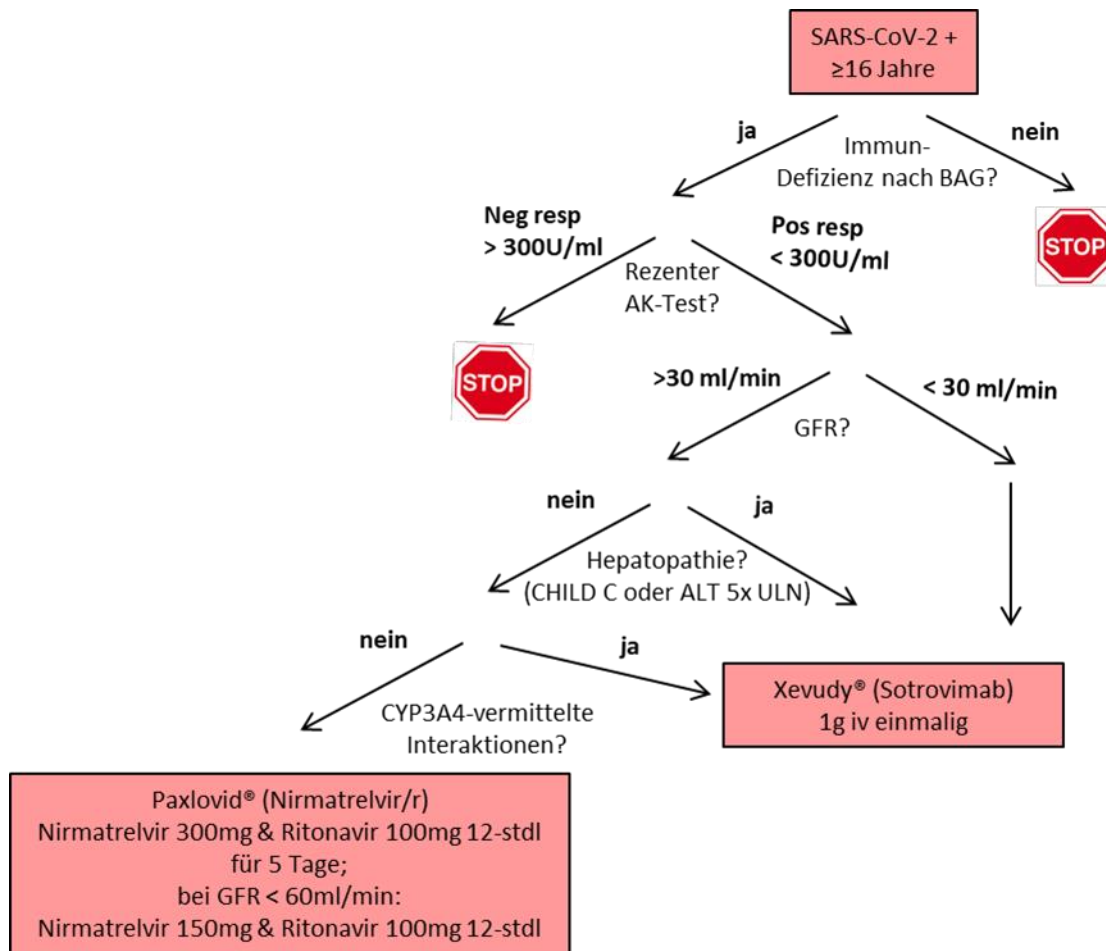 SARS-CoV-2 +
≥16 Jahre
ja
nein
Immun-
Defizienz nach BAG?
Neg resp
> 300U/ml
Pos resp
< 300U/ml
STOP
Rezenter
AK-Test?
STOP
>30 ml/min
< 30 ml/min
GFR?
nein
ja
Hepatopathie?
(CHILD C oder ALT 5x ULN)
nein
ja
CYP3A4-vermittelte
Interaktionen?
Xevudy® (Sotrovimab)
1g iv einmalig
Paxlovid® (Nirmatrelvir/r)
Nirmatrelvir 300mg & Ritonavir 100mg 12-stdl
für 5 Tage;
bei GFR < 60ml/min:
Nirmatrelvir 150mg & Ritonavir 100mg 12-stdl